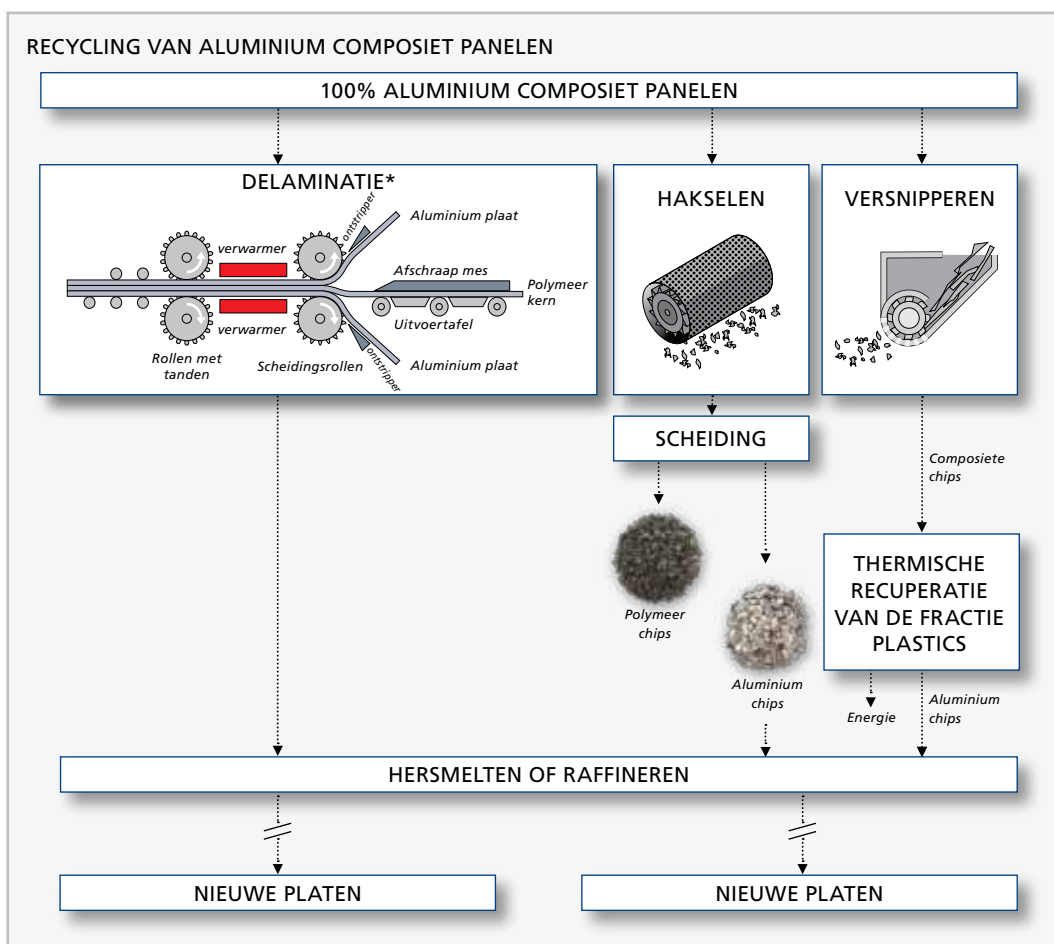 RECYCLING VAN ALUMINIUM COMPOSIET PANELEN
100% ALUMINIUM COMPOSIET PANELEN
DELAMINATIE*
ontstripper
Aluminium plaat
verwarmer
Afschraap mes
Polymeer
kern
verwarmer
Uitvoertafel
Rollen met
tanden
Scheidingsrollen
ontstripper
Aluminium plaat
HAKSELEN
VERSNIPPEREN
SCHEIDING
Composiete
chips
Polymeer
chips
Aluminium
chips
THERMISCHE
RECUPERATIE
VAN DE FRACTIE
PLASTICS
Energie
Aluminium
chips
HERSMELTEN OF RAFFINEREN
NIEUWE PLATEN
NIEUWE PLATEN